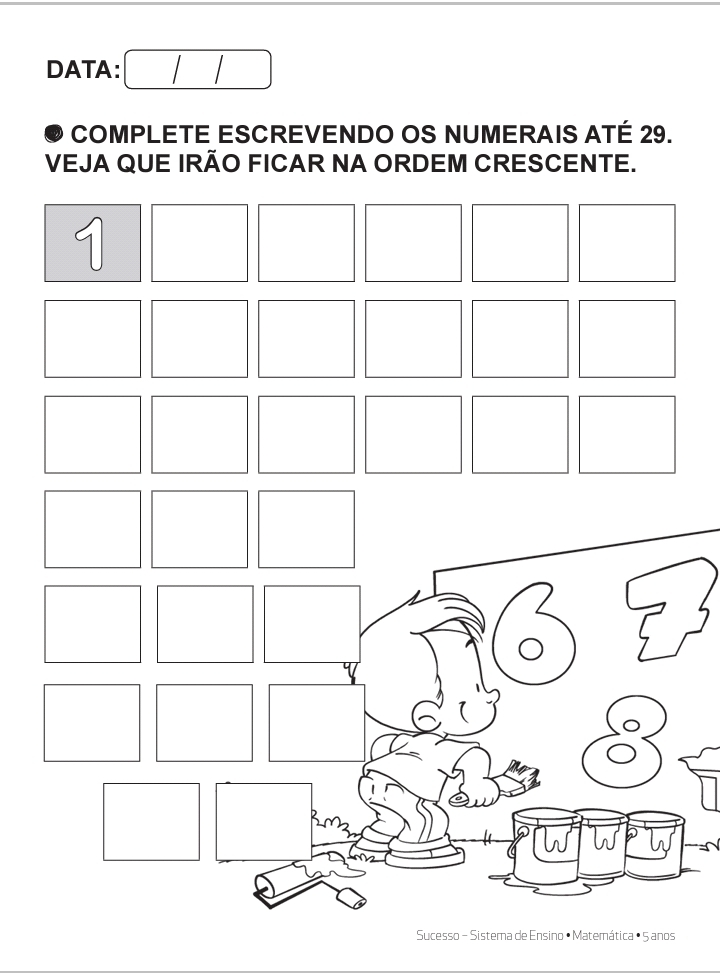 DATA: / /
COMPLETE ESCREVENDO OS NUMERAIS ATÉ 29.
VEJA QUE IRÃO FICAR NA ORDEM CRESCENTE.
1
6 7
8
Sucesso – Sistema de Ensino • Matemática • 5 anos